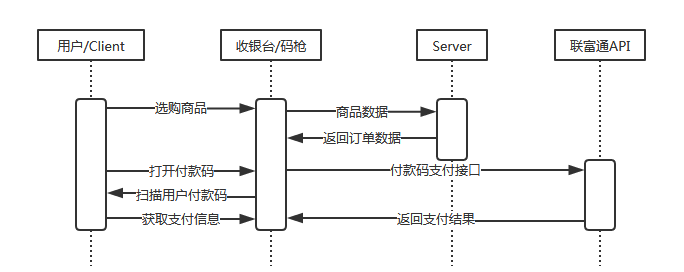 用户/Client
收银台/码枪
Server
联富通API
选购商品
商品数据
返回订单数据
打开付款码
付款码支付接口
扫描用户付款码
获取支付信息
返回支付结果